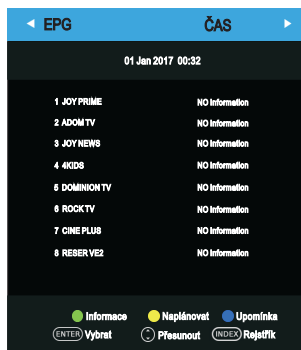 EPG ČAS
01 Jan 2017 00:32
1 JOY PRIME NO Information
2 ADOM TV NO Information
3 JOY NEWS NO Information
4 4KIDS NO Information
5 DOMINION TV NO Information
6 ROCK TV NO Information
7 CINE PLUS NO Information
8 RESER VE2 NO Information
Informace Naplánovat Upomínka
ENTER Vybrat Přesunout INDEX Rejstřík